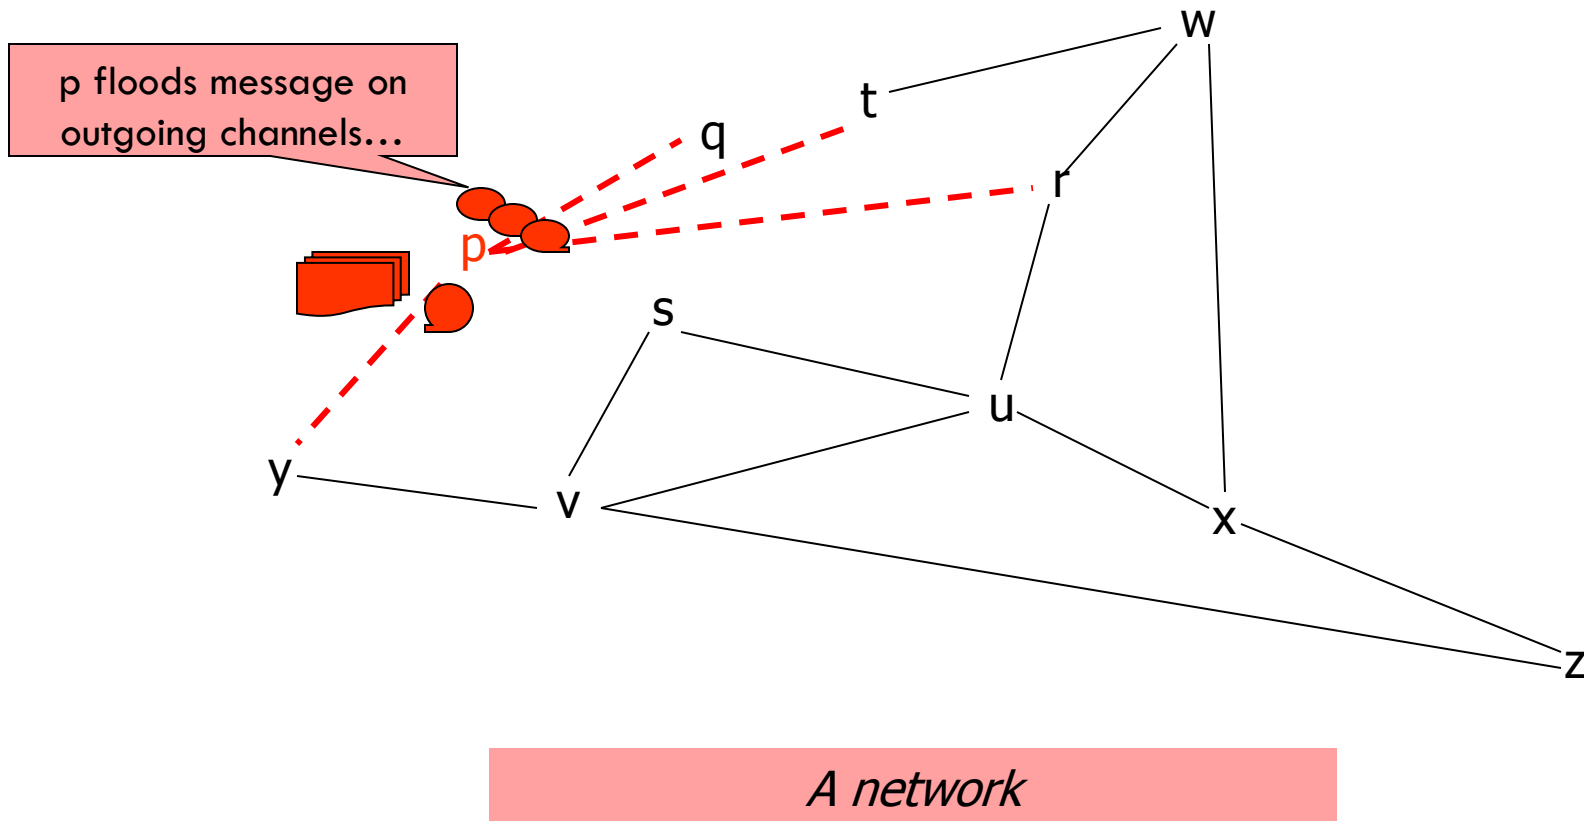 w
p floods message on
outgoing channels...
t
q
r
p
s
u
y
v
x
z
A network